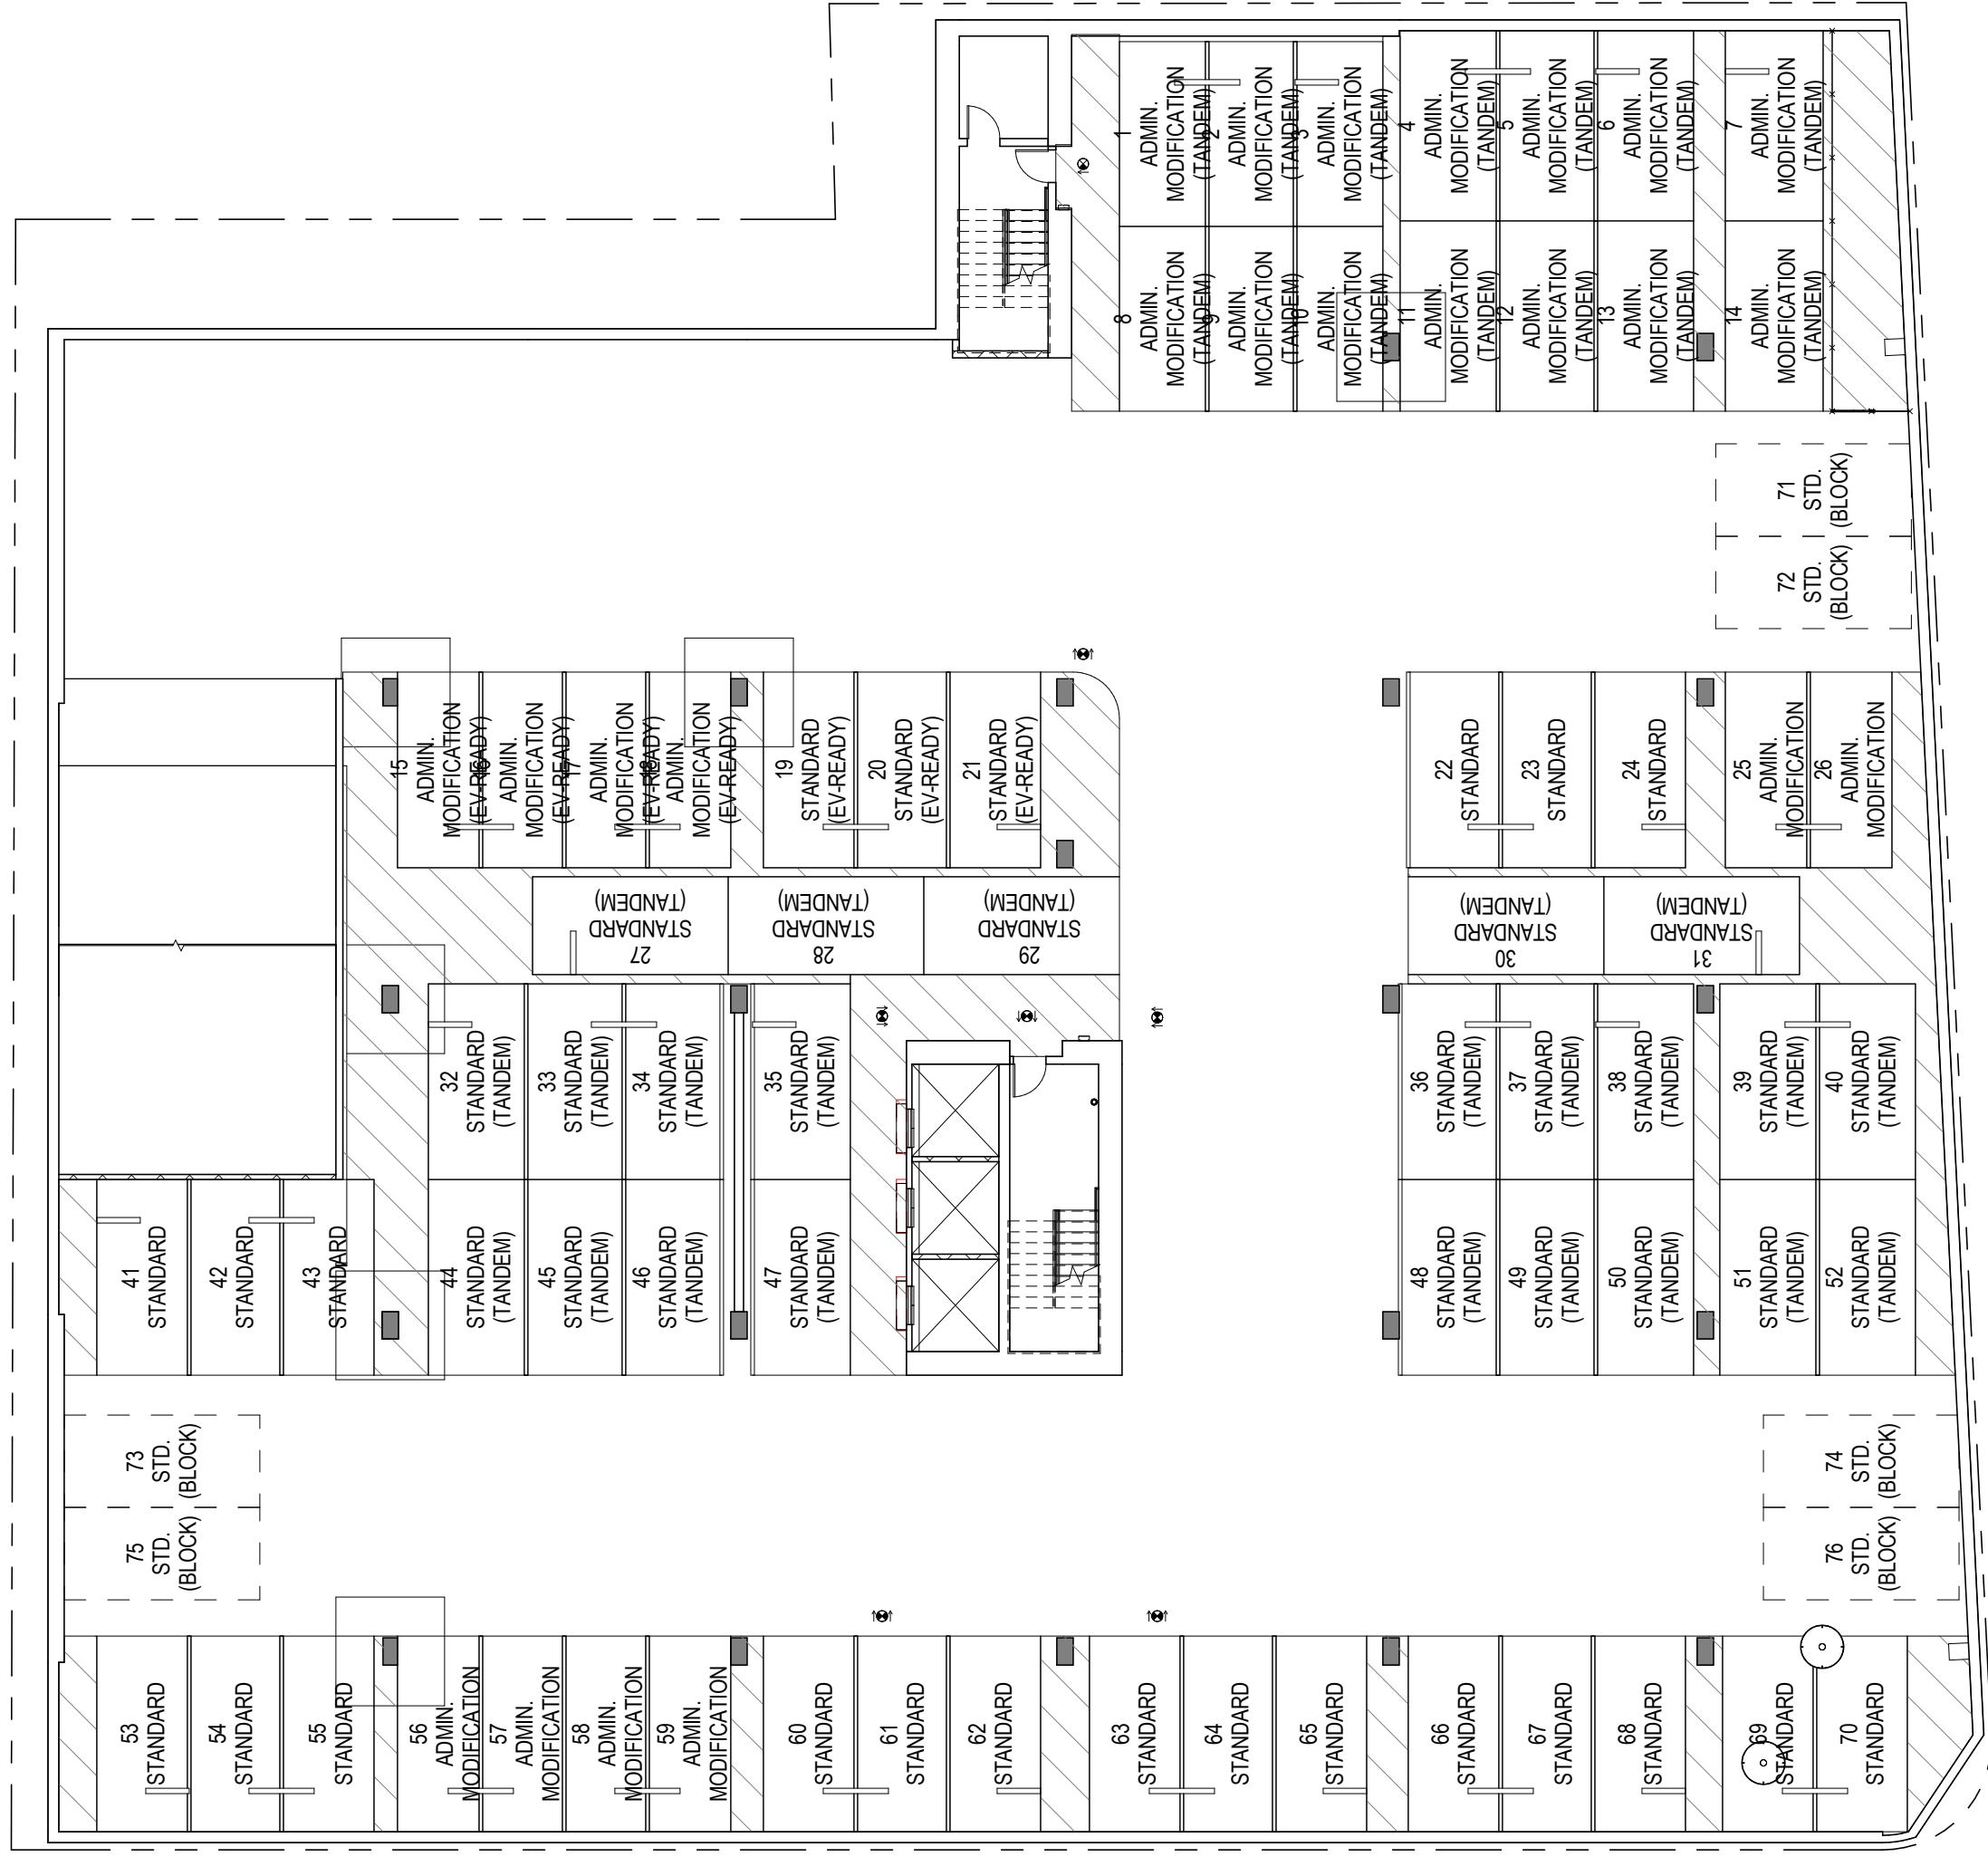 1
ADMIN.
MODIFICATION
(TANDEM)
2
ADMIN.
MODIFICATION
(TANDEM)
3
ADMIN.
MODIFICATION
(TANDEM)
4
ADMIN.
MODIFICATION
(TANDEM)
5
ADMIN.
MODIFICATION
(TANDEM)
6
ADMIN.
MODIFICATION
(TANDEM)
7
ADMIN.
MODIFICATION
(TANDEM)
8
ADMIN.
MODIFICATION
(TANDEM)
9
ADMIN.
MODIFICATION
(TANDEM)
10
ADMIN.
MODIFICATION
(TANDEM)
11
ADMIN.
MODIFICATION
(TANDEM)
12
ADMIN.
MODIFICATION
(TANDEM)
13
ADMIN.
MODIFICATION
(TANDEM)
14
ADMIN.
MODIFICATION
(TANDEM)
71
STD.
(BLOCK)
72
STD.
(BLOCK)
15
ADMIN.
MODIFICATION
(EV-READY)
16
ADMIN.
MODIFICATION
(EV-READY)
17
ADMIN.
MODIFICATION
(EV-READY)
18
ADMIN.
MODIFICATION
(EV-READY)
19
STANDARD
(EV-READY)
20
STANDARD
(EV-READY)
21
STANDARD
(EV-READY)
22
STANDARD
23
STANDARD
24
STANDARD
25
ADMIN.
MODIFICATION
26
ADMIN.
MODIFICATION
27
STANDARD
(TANDEM)
28
STANDARD
(TANDEM)
29
STANDARD
(TANDEM)
30
STANDARD
(TANDEM)
31
STANDARD
(TANDEM)
32
STANDARD
(TANDEM)
33
STANDARD
(TANDEM)
34
STANDARD
(TANDEM)
35
STANDARD
(TANDEM)
36
STANDARD
(TANDEM)
37
STANDARD
(TANDEM)
38
STANDARD
(TANDEM)
39
STANDARD
(TANDEM)
40
STANDARD
(TANDEM)
41
STANDARD
42
STANDARD
43
STANDARD
44
STANDARD
(TANDEM)
45
STANDARD
(TANDEM)
46
STANDARD
(TANDEM)
47
STANDARD
(TANDEM)
48
STANDARD
(TANDEM)
49
STANDARD
(TANDEM)
50
STANDARD
(TANDEM)
51
STANDARD
(TANDEM)
52
STANDARD
(TANDEM)
73
STD.
(BLOCK)
74
STD.
(BLOCK)
75
STD.
(BLOCK)
76
STD.
(BLOCK)
53
STANDARD
54
STANDARD
55
STANDARD
56
ADMIN.
MODIFICATION
57
ADMIN.
MODIFICATION
58
ADMIN.
MODIFICATION
59
ADMIN.
MODIFICATION
60
STANDARD
61
STANDARD
62
STANDARD
63
STANDARD
64
STANDARD
65
STANDARD
66
STANDARD
67
STANDARD
68
STANDARD
69
STANDARD
70
STANDARD